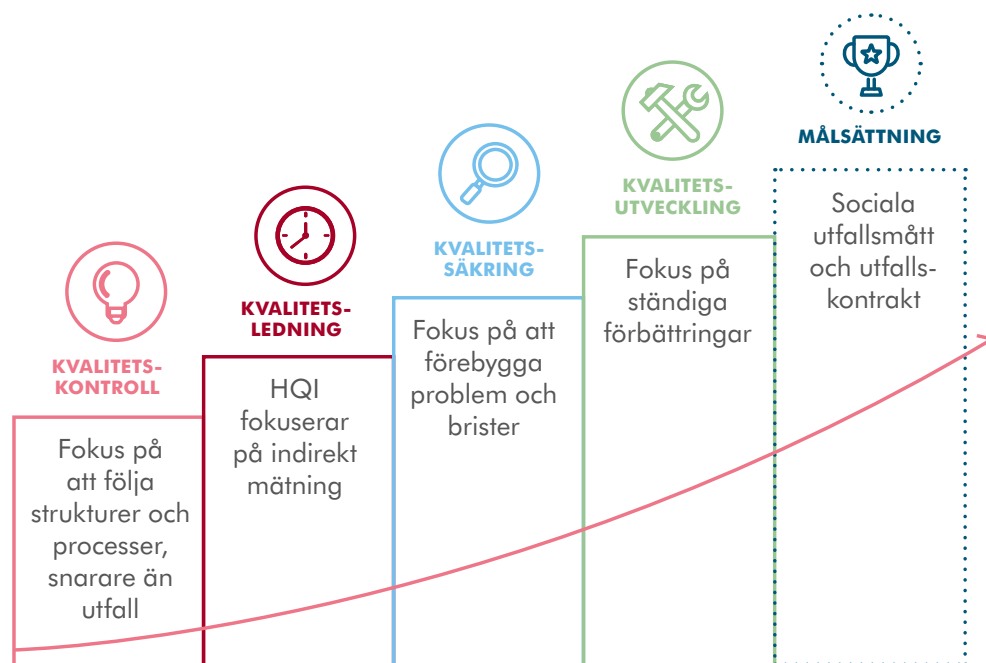 KVALITETS-
KONTROLL
Fokus på
att följa
strukturer och
processer,
snarare än
utfall
KVALITETS-
LEDNING
HQI
fokuserar
på indirekt
mätning
KVALITETS-
SÄKRING
Fokus på att
förebygga
problem och
brister
KVALITETS-
UTVECKLING
Fokus på
ständiga
förbättringar
MÅLSÄTTNING
Sociala
utfallsmått
och utfalls-
kontrakt